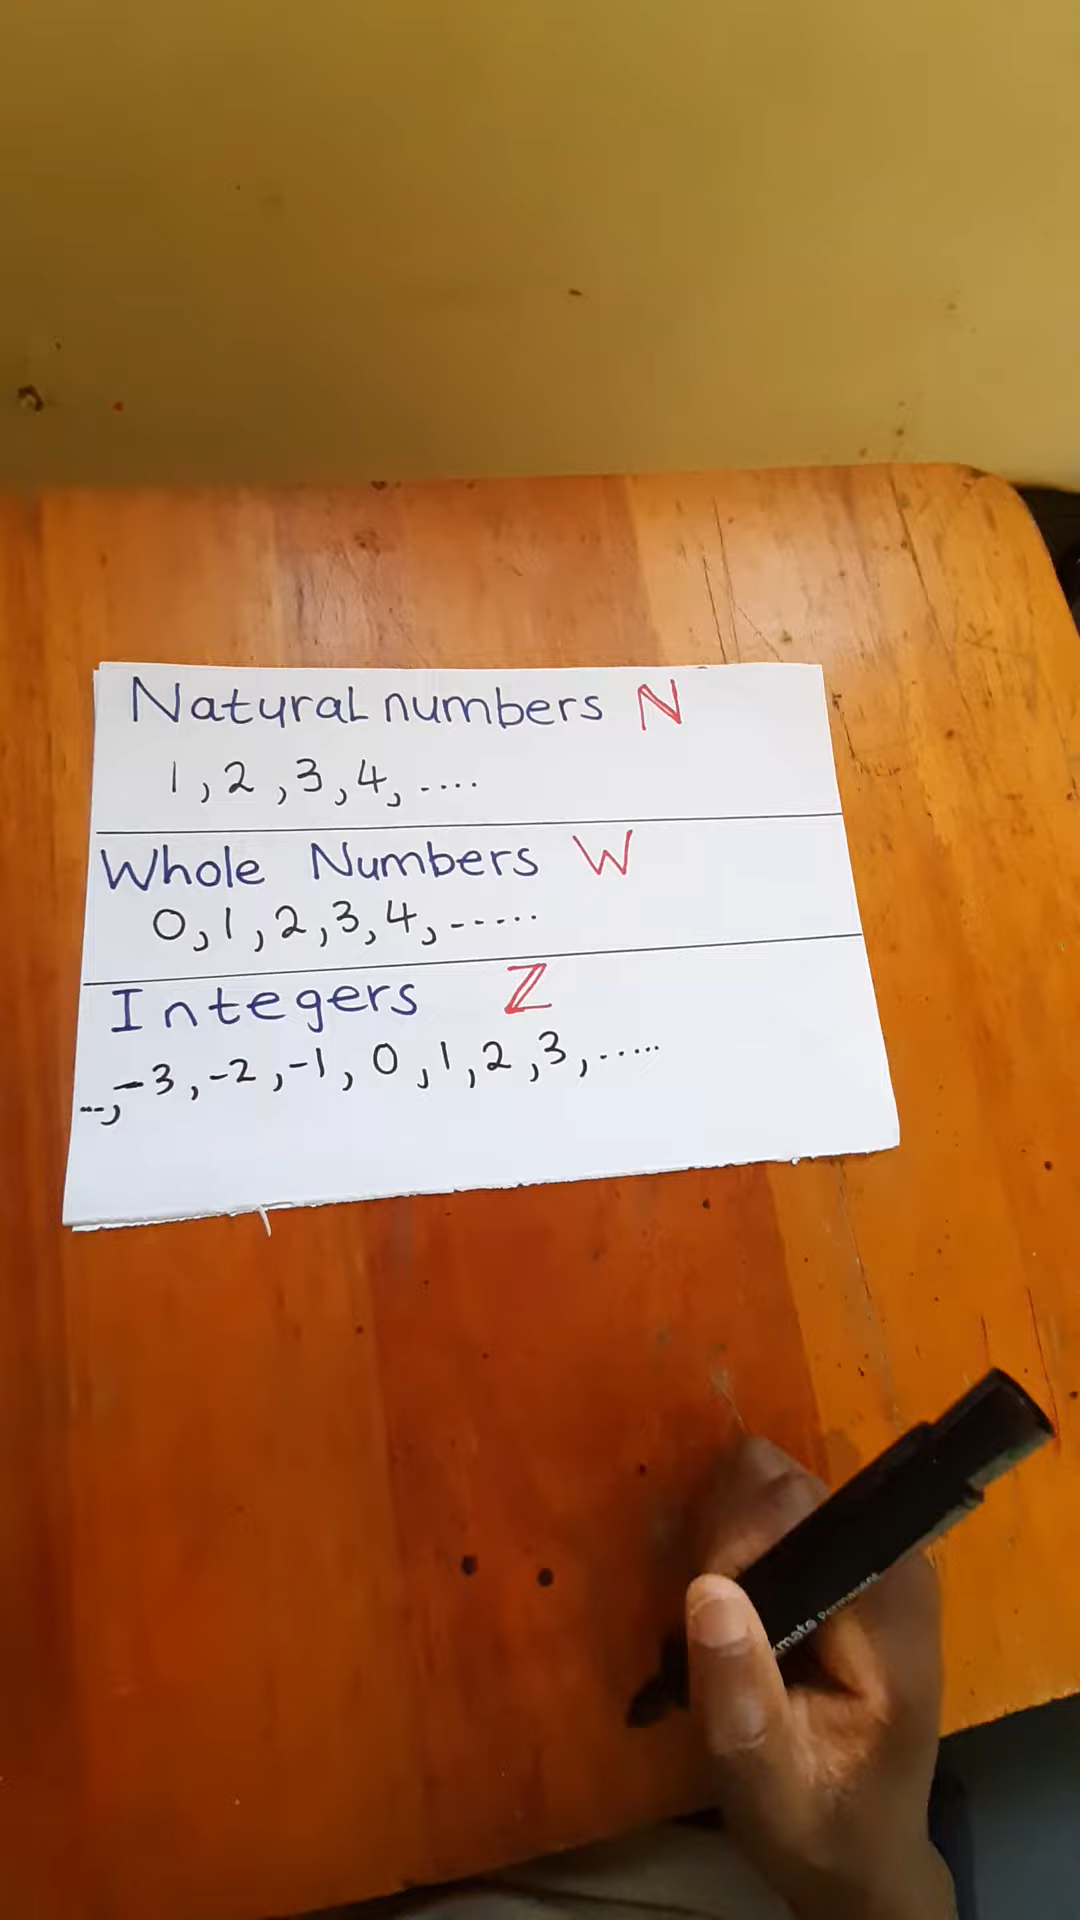 Natural numbers N
1, 2, 3, 4, ....
Whole Numbers W
0, 1, 2, 3, 4, -----
Integers Z
---, -3, -2, -1, 0, 1, 2, 3, .....
Permanent